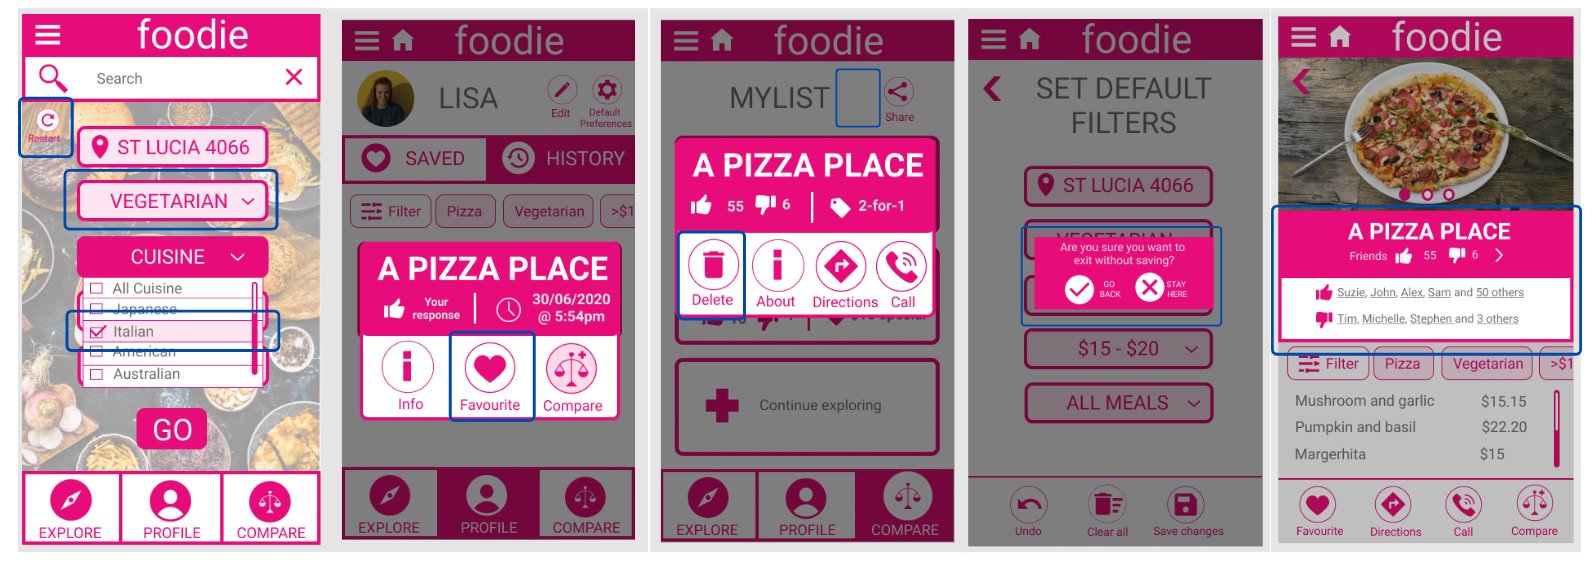 foodie
Search
Restart
ST LUCIA 4066
VEGETARIAN
CUISINE
All Cuisine
Japanese
Italian
American
Australian
GO
EXPLORE PROFILE COMPARE
foodie
LISA
Edit Default
Preferences
SAVED HISTORY
Filter Pizza Vegetarian >$1
A PIZZA PLACE
Your
response
30/06/2020
@ 5:54pm
Info Favourite Compare
EXPLORE PROFILE COMPARE
foodie
MYLIST
Share
A PIZZA PLACE
55 6 2-for-1
Delete About Directions Call
Continue exploring
EXPLORE PROFILE COMPARE
foodie
SET DEFAULT
FILTERS
ST LUCIA 4066
VEGETARIAN
Are you sure you want to
exit without saving?
GO
BACK
STAY
HERE
$15 - $20
ALL MEALS
Undo Clear all Save changes
foodie
A PIZZA PLACE
Friends 55 6
Suzie, John, Alex, Sam and 50 others
Tim, Michelle, Stephen and 3 others
Filter Pizza Vegetarian >$1
Mushroom and garlic $15.15
Pumpkin and basil $22.20
Margerhita $15
Favourite Directions Call Compare